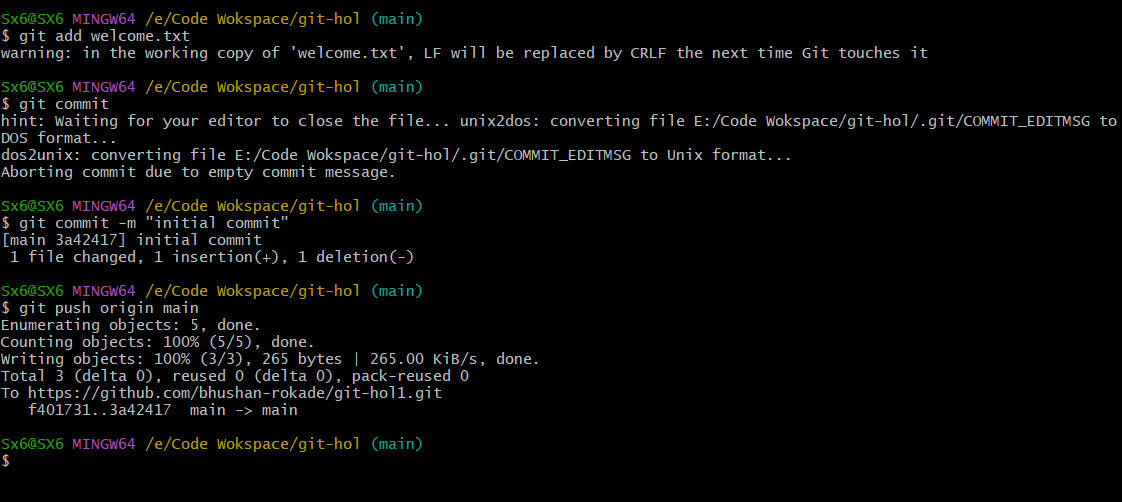 Sx6@SX6 MINGW64 /e/Code Wokspace/git-hol (main)
$ git add welcome.txt
warning: in the working copy of 'welcome.txt', LF will be replaced by CRLF the next time Git touches it
Sx6@SX6 MINGW64 /e/Code Wokspace/git-hol (main)
$ git commit
hint: Waiting for your editor to close the file... unix2dos: converting file E:/Code Wokspace/git-hol/.git/COMMIT_EDITMSG to
DOS format...
dos2unix: converting file E:/Code Wokspace/git-hol/.git/COMMIT_EDITMSG to Unix format...
Aborting commit due to empty commit message.
Sx6@SX6 MINGW64 /e/Code Wokspace/git-hol (main)
$ git commit -m "initial commit"
[main 3a42417] initial commit
 1 file changed, 1 insertion(+), 1 deletion(-)
Sx6@SX6 MINGW64 /e/Code Wokspace/git-hol (main)
$ git push origin main
Enumerating objects: 5, done.
Counting objects: 100% (5/5), done.
Writing objects: 100% (3/3), 265 bytes | 265.00 KiB/s, done.
Total 3 (delta 0), reused 0 (delta 0), pack-reused 0
To https://github.com/bhushan-rokade/git-hol1.git
   f401731..3a42417  main -> main
Sx6@SX6 MINGW64 /e/Code Wokspace/git-hol (main)
$